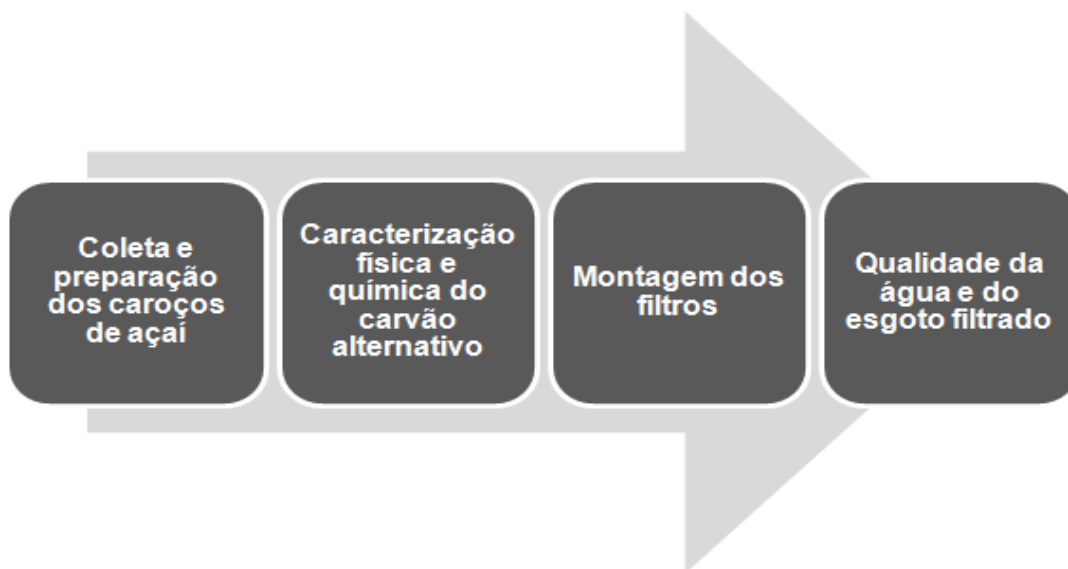 Coleta e
preparação
dos caroços
de açaí
Caracterização
física e
química do
carvão
alternativo
Montagem dos
filtros
Qualidade da
água e do
esgoto filtrado